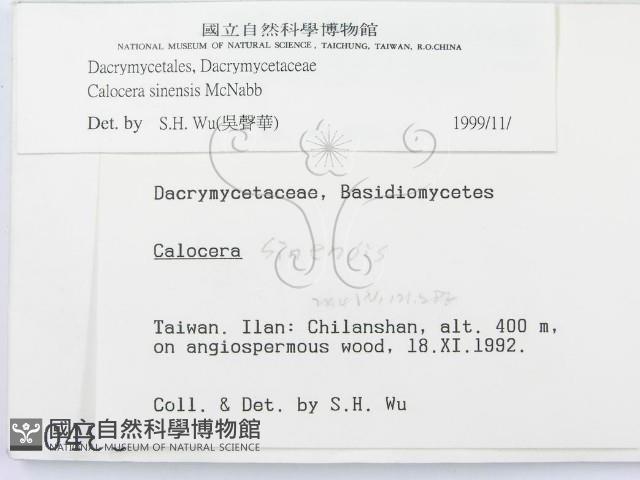 國立自然科學博物館
NATIONAL MUSEUM OF NATURAL SCIENCE, TAICHUNG, TAIWAN, R.O.CHINA
Dacrymycetales, Dacrymycetaceae
Calocera sinensis McNabb
Det. by S.H. Wu(吳聲華) 1999/11/
Dacrymycetaceae, Basidiomycetes
Calocera sinensis
Taiwan. Ilan: Chilanshan, alt. 400 m,
on angiospermous wood, 18.XI.1992.
Coll. & Det. by S.H. Wu
國立自然科學博物館
NATIONAL MUSEUM OF NATURAL SCIENCE